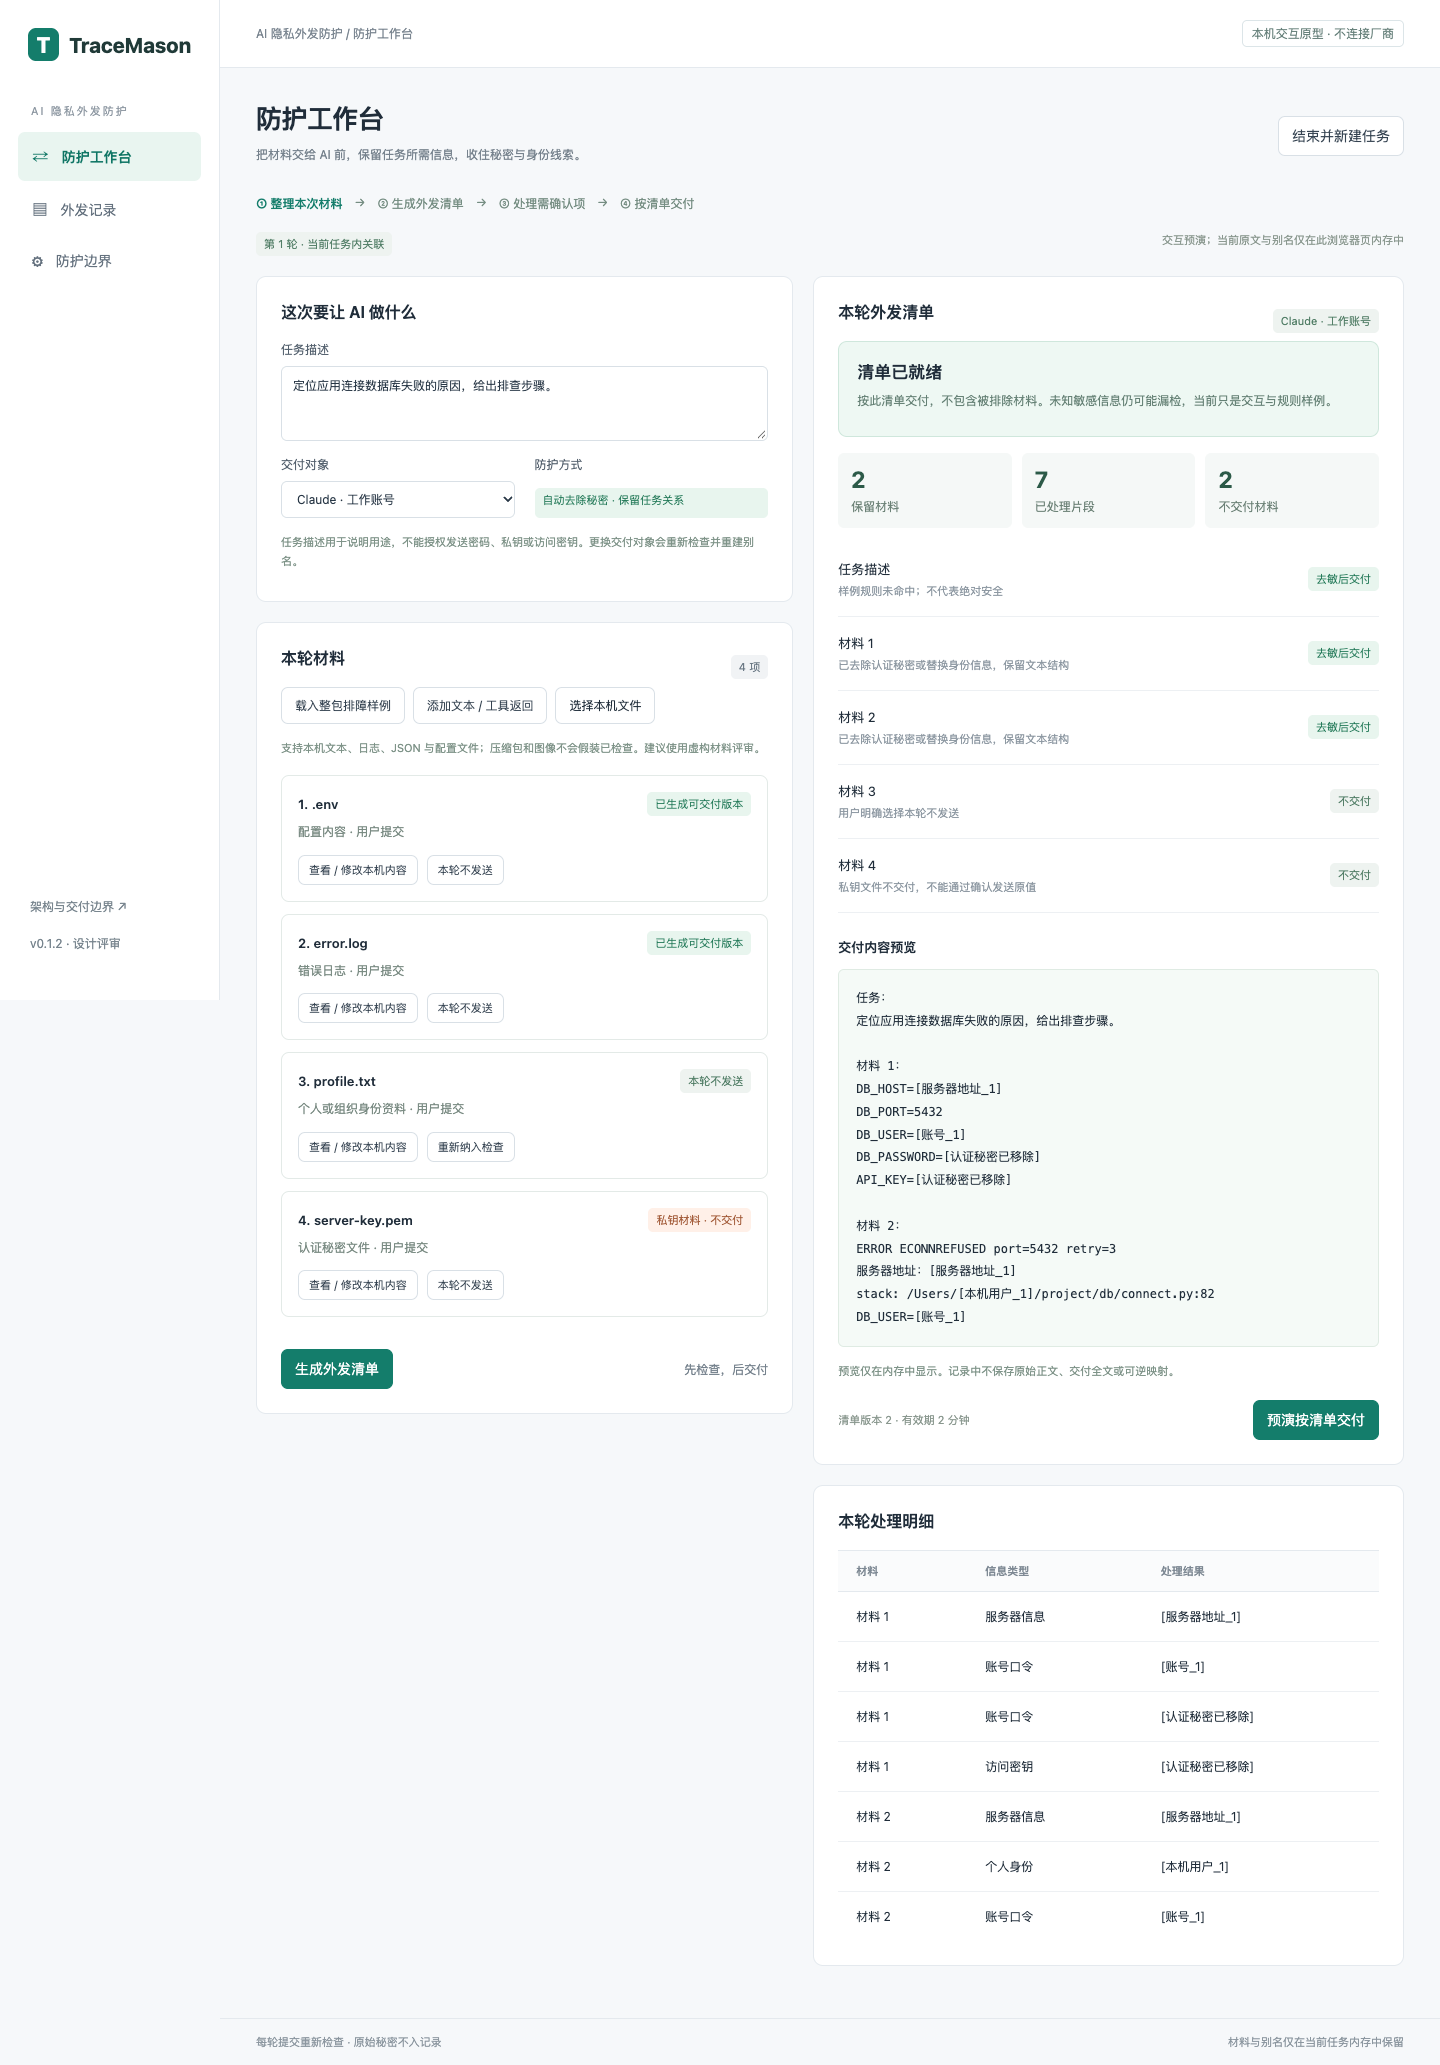 T TraceMason
AI 隐私外发防护
防护工作台
外发记录
防护边界
架构与交付边界 ↗
v0.1.2 · 设计评审
AI 隐私外发防护 / 防护工作台
本机交互原型 · 不连接厂商
防护工作台
把材料交给 AI 前，保留任务所需信息，收住秘密与身份线索。
结束并新建任务
① 整理本次材料 → ② 生成外发清单 → ③ 处理需确认项 → ④ 按清单交付
第 1 轮 · 当前任务内关联
交互预演；当前原文与别名仅在此浏览器页内存中
这次要让 AI 做什么
任务描述
定位应用连接数据库失败的原因，给出排查步骤。
交付对象
防护方式
Claude · 工作账号
自动去除秘密 · 保留任务关系
任务描述用于说明用途，不能授权发送密码、私钥或访问密钥。更换交付对象会重新检查并重建别
名。
本轮材料
4 项
载入整包排障样例
添加文本 / 工具返回
选择本机文件
支持本机文本、日志、JSON 与配置文件；压缩包和图像不会假装已检查。建议使用虚构材料评审。
1. .env
已生成可交付版本
配置内容 · 用户提交
查看 / 修改本机内容
本轮不发送
2. error.log
已生成可交付版本
错误日志 · 用户提交
查看 / 修改本机内容
本轮不发送
3. profile.txt
本轮不发送
个人或组织身份资料 · 用户提交
查看 / 修改本机内容
重新纳入检查
4. server-key.pem
私钥材料 · 不交付
认证秘密文件 · 用户提交
查看 / 修改本机内容
本轮不发送
生成外发清单
先检查，后交付
本轮外发清单
Claude · 工作账号
清单已就绪
按此清单交付，不包含被排除材料。未知敏感信息仍可能漏检，当前只是交互与规则样例。
2
保留材料
7
已处理片段
2
不交付材料
任务描述
样例规则未命中；不代表绝对安全
去敏后交付
材料 1
已去除认证秘密或替换身份信息，保留文本结构
去敏后交付
材料 2
已去除认证秘密或替换身份信息，保留文本结构
去敏后交付
材料 3
用户明确选择本轮不发送
不交付
材料 4
私钥文件不交付，不能通过确认发送原值
不交付
交付内容预览
任务：
定位应用连接数据库失败的原因，给出排查步骤。
材料 1：
DB_HOST=[服务器地址_1]
DB_PORT=5432
DB_USER=[账号_1]
DB_PASSWORD=[认证秘密已移除]
API_KEY=[认证秘密已移除]
材料 2：
ERROR ECONNREFUSED port=5432 retry=3
服务器地址：[服务器地址_1]
stack: /Users/[本机用户_1]/project/db/connect.py:82
DB_USER=[账号_1]
预览仅在内存中显示。记录中不保存原始正文、交付全文或可逆映射。
清单版本 2 · 有效期 2 分钟
预演按清单交付
本轮处理明细
材料 信息类型 处理结果
材料 1 服务器信息 [服务器地址_1]
材料 1 账号口令 [账号_1]
材料 1 账号口令 [认证秘密已移除]
材料 1 访问密钥 [认证秘密已移除]
材料 2 服务器信息 [服务器地址_1]
材料 2 个人身份 [本机用户_1]
材料 2 账号口令 [账号_1]
每轮提交重新检查 · 原始秘密不入记录
材料与别名仅在当前任务内存中保留